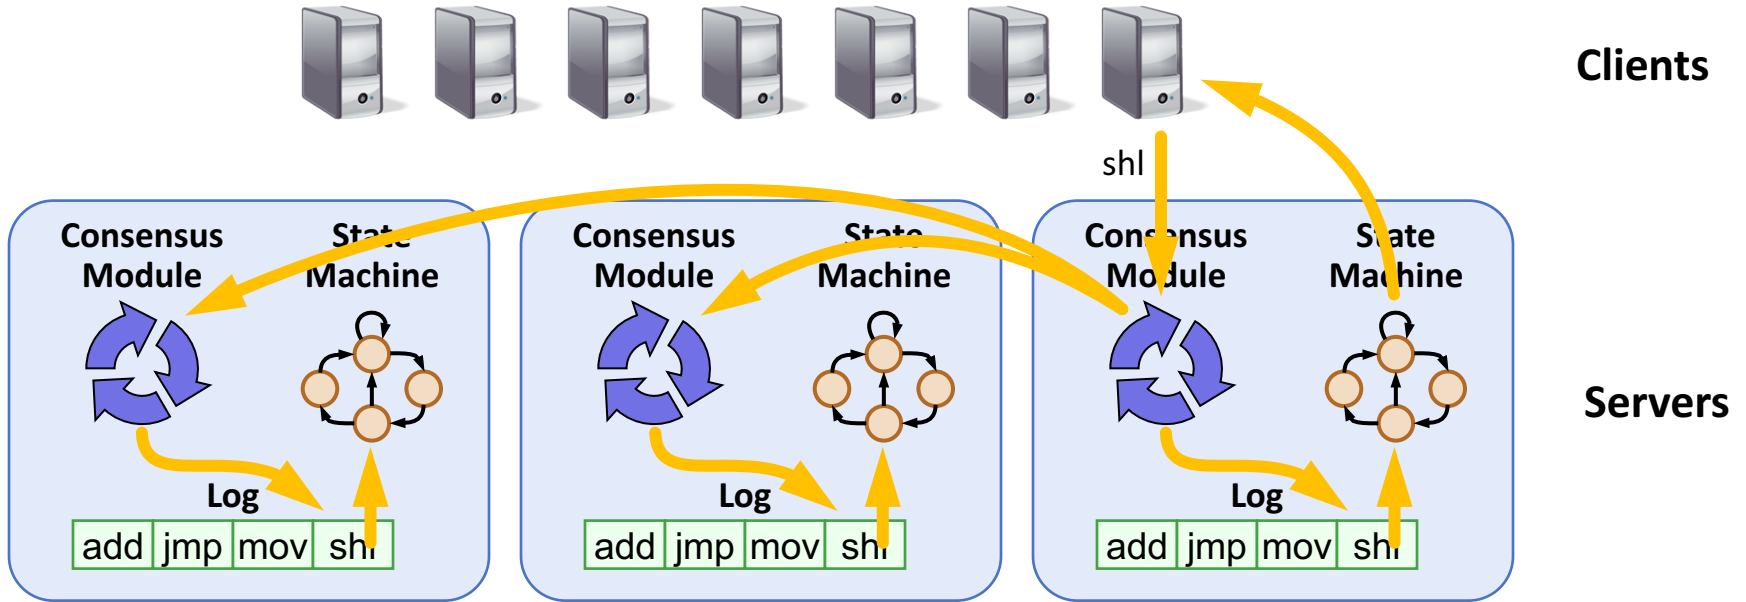 Clients
shl
Consensus Module
State Machine
Consensus Module
State Machine
Consensus Module
State Machine
Servers
Log
Log
Log
add jmp mov shl
add jmp mov shl
add jmp mov shl